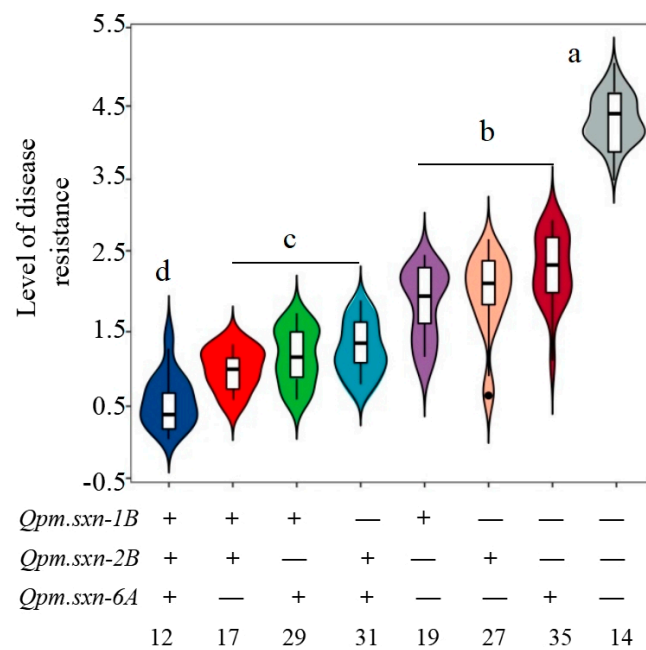 5.5
4.5
3.5
2.5
1.5
0.5
-0.5
Level of disease
resistance
a
b
c
d
Qpm.sxn-1B + + + — + — — —
Qpm.sxn-2B + + — + — + — —
Qpm.sxn-6A + — + + — — + —
12 17 29 31 19 27 35 14